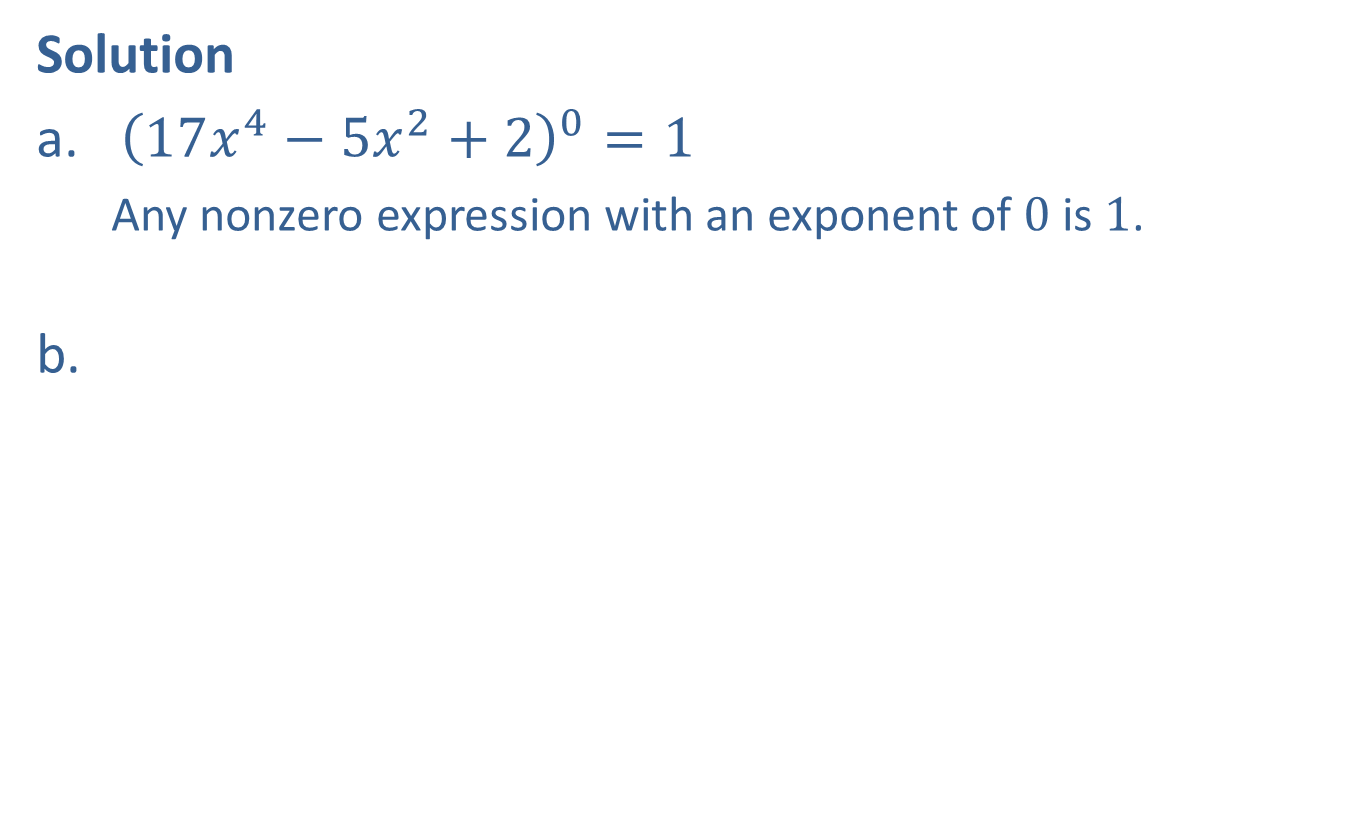 Solution
a. (17x⁴ − 5x² + 2)⁰ = 1
Any nonzero expression with an exponent of 0 is 1.
b.